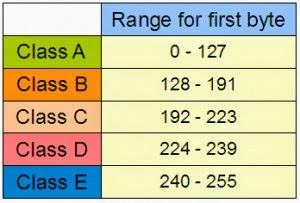 Range for first byte
Class A 0 - 127
Class B 128 - 191
Class C 192 - 223
Class D 224 - 239
Class E 240 - 255